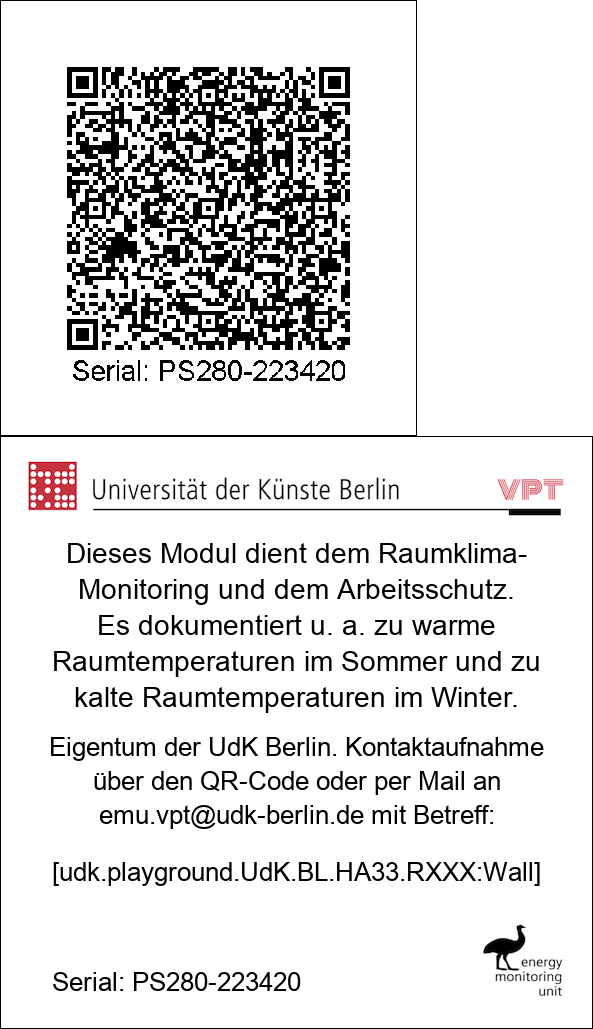 Serial: PS280-223420
Universität der Künste Berlin
VPT
Dieses Modul dient dem Raumklima-
Monitoring und dem Arbeitsschutz.
Es dokumentiert u. a. zu warme
Raumtemperaturen im Sommer und zu
kalte Raumtemperaturen im Winter.
Eigentum der UdK Berlin. Kontaktaufnahme
über den QR-Code oder per Mail an
emu.vpt@udk-berlin.de mit Betreff:
[udk.playground.UdK.BL.HA33.RXXX:Wall]
energy
monitoring
unit
Serial: PS280-223420